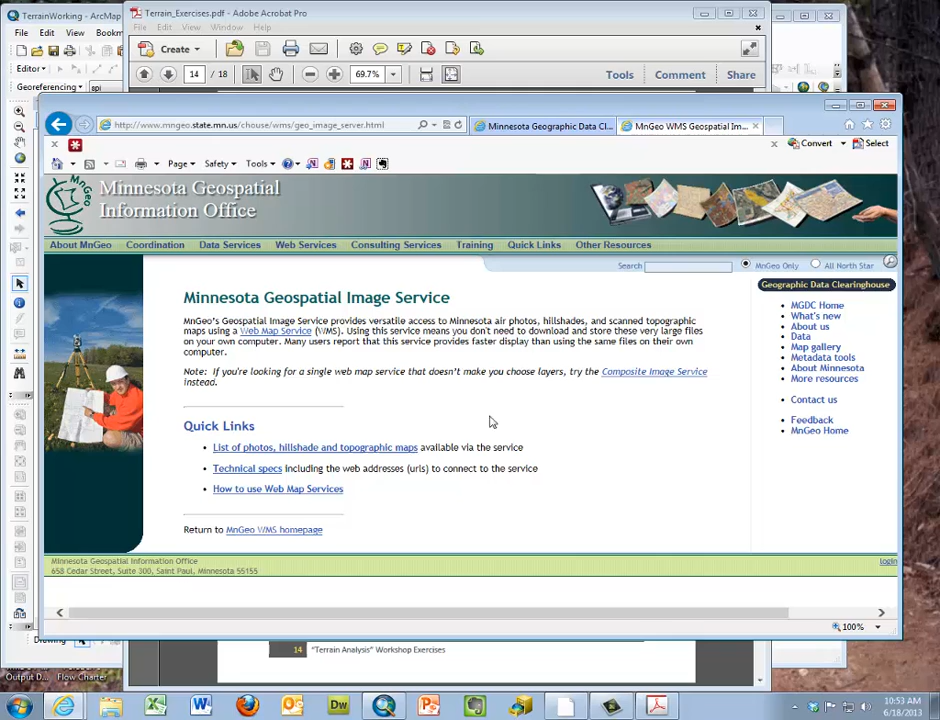 TerrainWorking - ArcMap
Terrain_Exercises.pdf - Adobe Acrobat Pro
File Edit View Bookm
File Edit View Window Help
Create
Editor
14 / 18 69.7% Tools Comment Share
Georeferencing spi
http://www.mngeo.state.mn.us/chouse/wms/geo_image_server.html
Minnesota Geographic Data Cl...
MnGeo WMS Geospatial Im...
Convert Select
Page Safety Tools
Minnesota Geospatial
Information Office
About MnGeo Coordination Data Services Web Services Consulting Services Training Quick Links Other Resources
Search MnGeo Only All North Star
Geographic Data Clearinghouse
Minnesota Geospatial Image Service
MGDC Home
What's new
About us
Data
Map gallery
Metadata tools
About Minnesota
More resources
Contact us
Feedback
MnGeo Home
MnGeo's Geospatial Image Service provides versatile access to Minnesota air photos, hillshades, and scanned topographic
maps using a Web Map Service (WMS). Using this service means you don't need to download and store these very large files
on your own computer. Many users report that this service provides faster display than using the same files on their own
computer.
Note: If you're looking for a single web map service that doesn't make you choose layers, try the Composite Image Service
instead.
Quick Links
• List of photos, hillshade and topographic maps available via the service
• Technical specs including the web addresses (urls) to connect to the service
• How to use Web Map Services
Return to MnGeo WMS homepage
Minnesota Geospatial Information Office
login
658 Cedar Street, Suite 300, Saint Paul, Minnesota 55155
100%
Drawing
14 "Terrain Analysis" Workshop Exercises
Output D...
Flow Charter
10:53 AM
6/18/2013